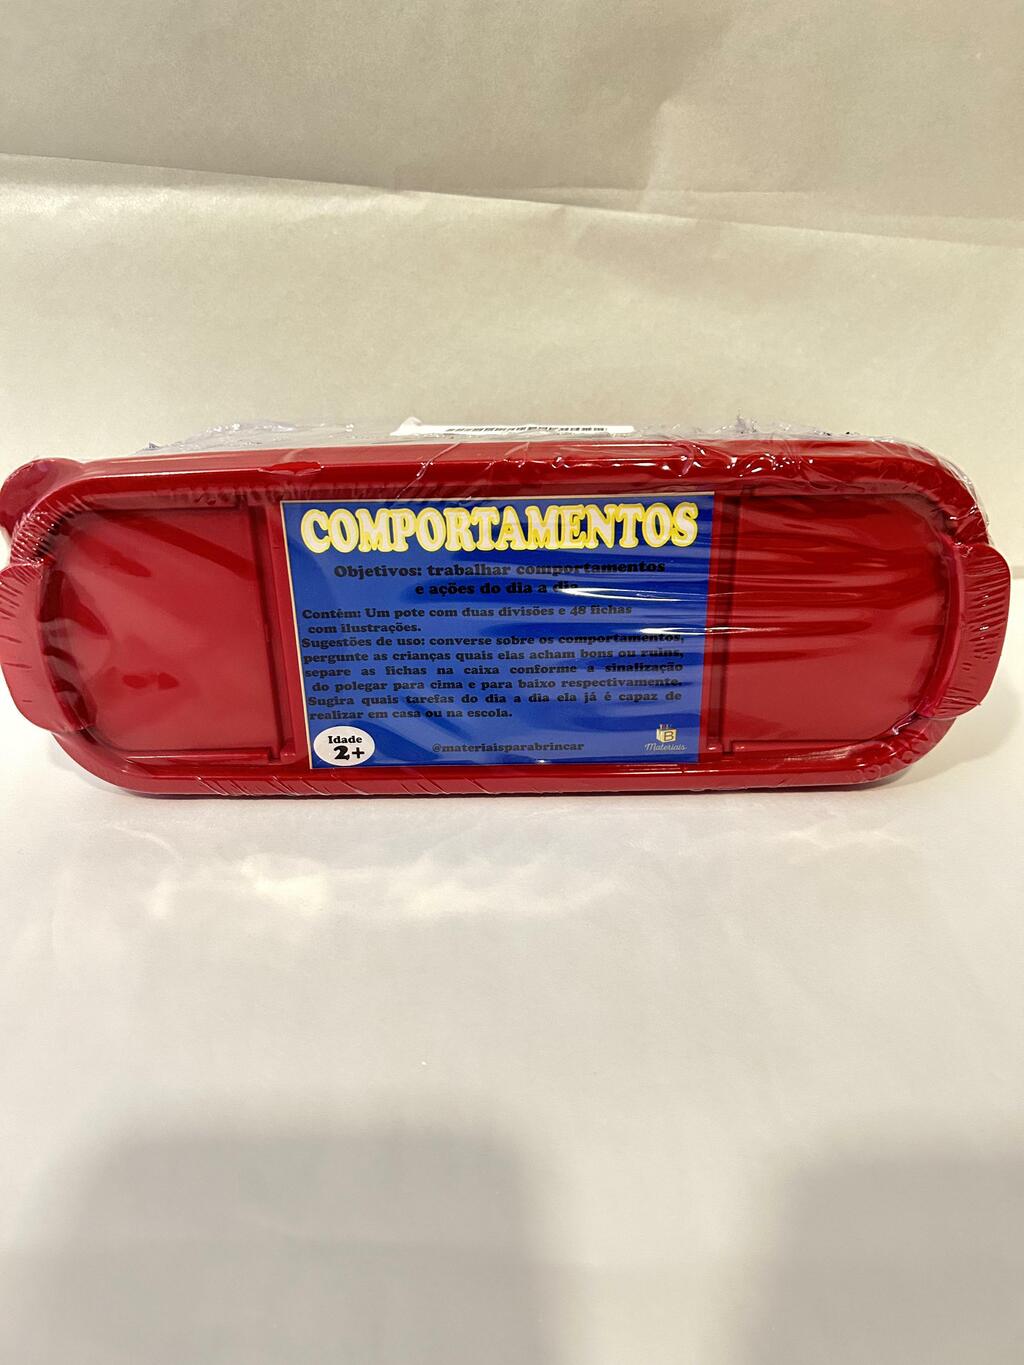 COMPORTAMENTOS
Objetivos: trabalhar comportamentos
e ações do dia a dia
Contêm: Um pote com duas divisões e 48 fichas
com ilustrações.
Sugestões de uso: converse sobre os comportamentos,
pergunte as crianças quais elas acham bons ou ruins,
separe as fichas na caixa conforme a sinalização
do polegar para cima e para baixo respectivamente.
Sugira quais tarefas do dia a dia ela já é capaz de
realizar em casa ou na escola.
Idade
2+
@materiaisparabrincar
B
Materiais